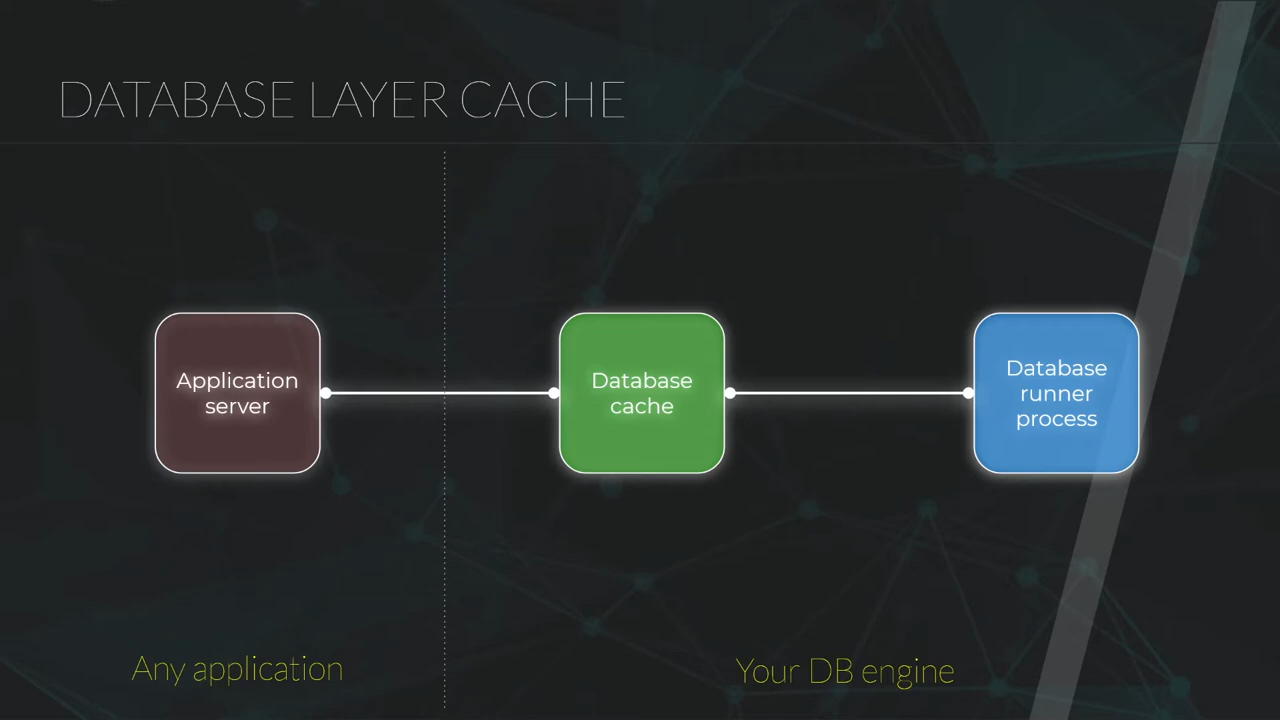 DATABASE LAYER CACHE
Application
server
Database
cache
Database
runner
process
Any application
Your DB engine